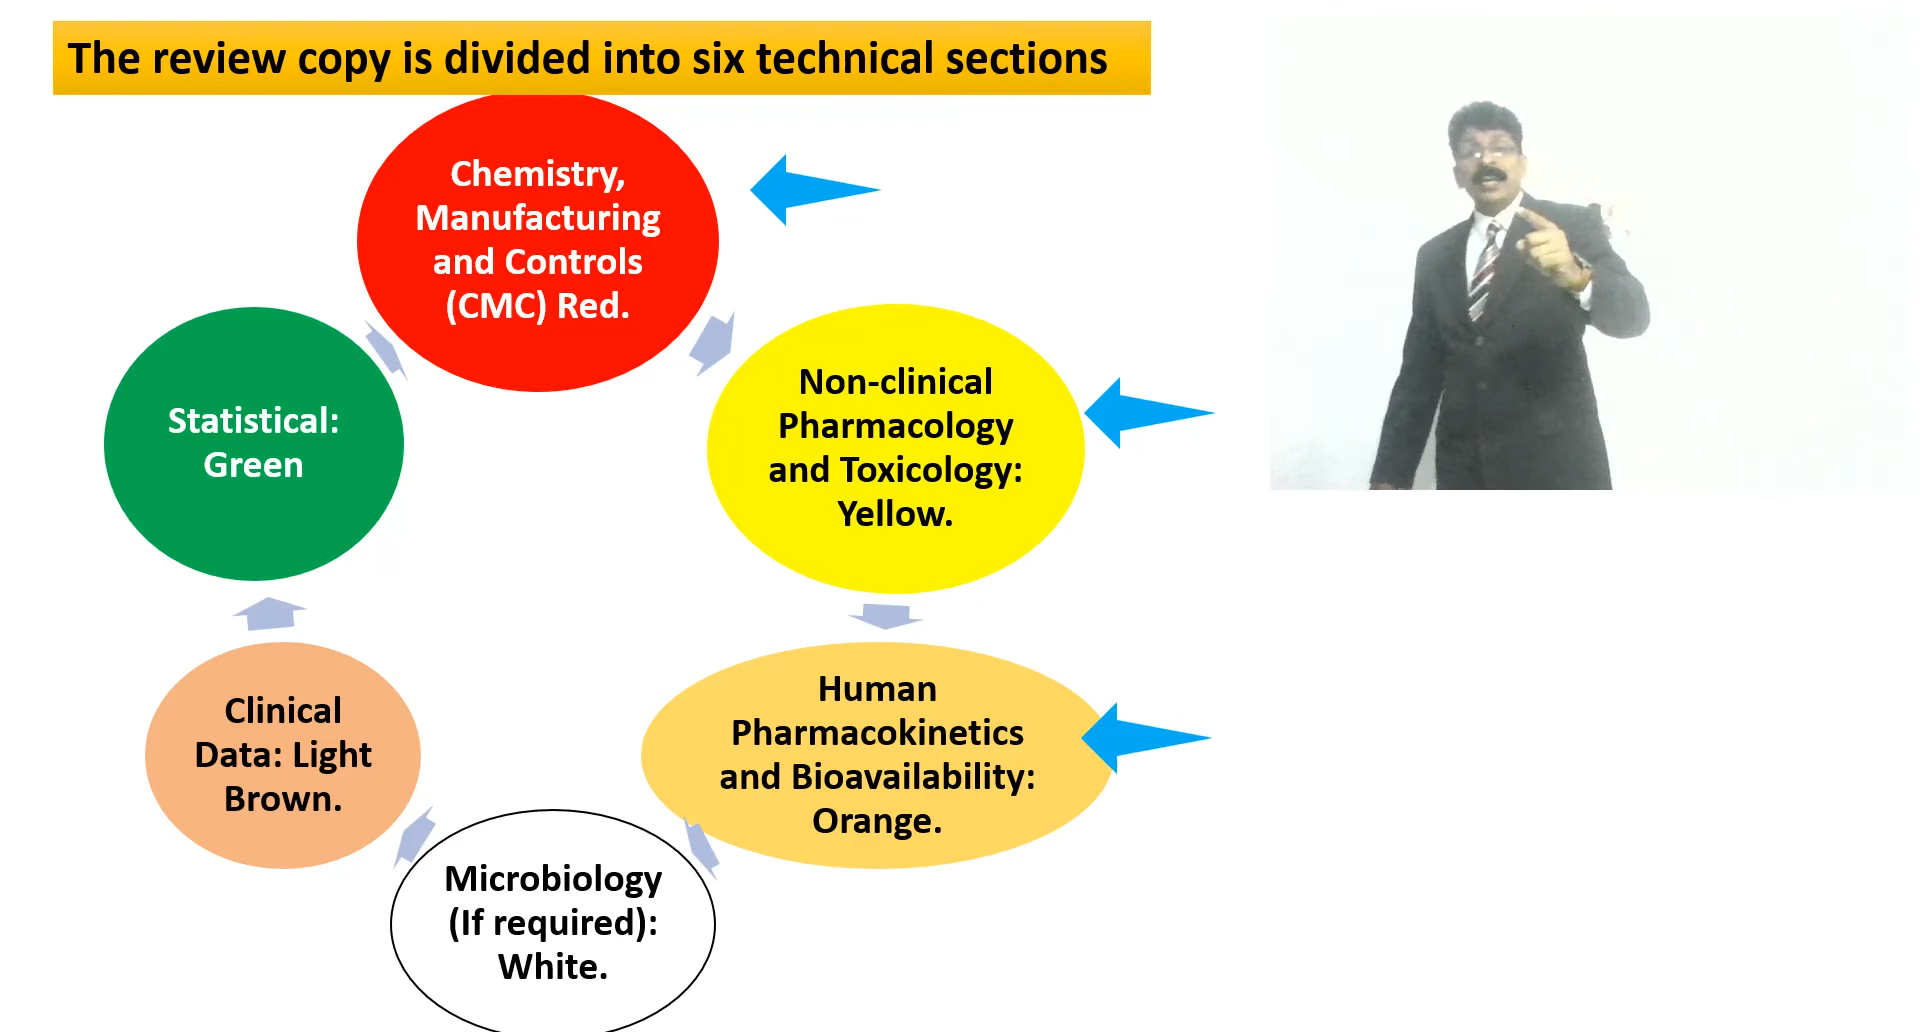 The review copy is divided into six technical sections
Chemistry,
Manufacturing
and Controls
(CMC) Red.
Non-clinical
Pharmacology
and Toxicology:
Yellow.
Human
Pharmacokinetics
and Bioavailability:
Orange.
Microbiology
(If required):
White.
Clinical
Data: Light
Brown.
Statistical:
Green